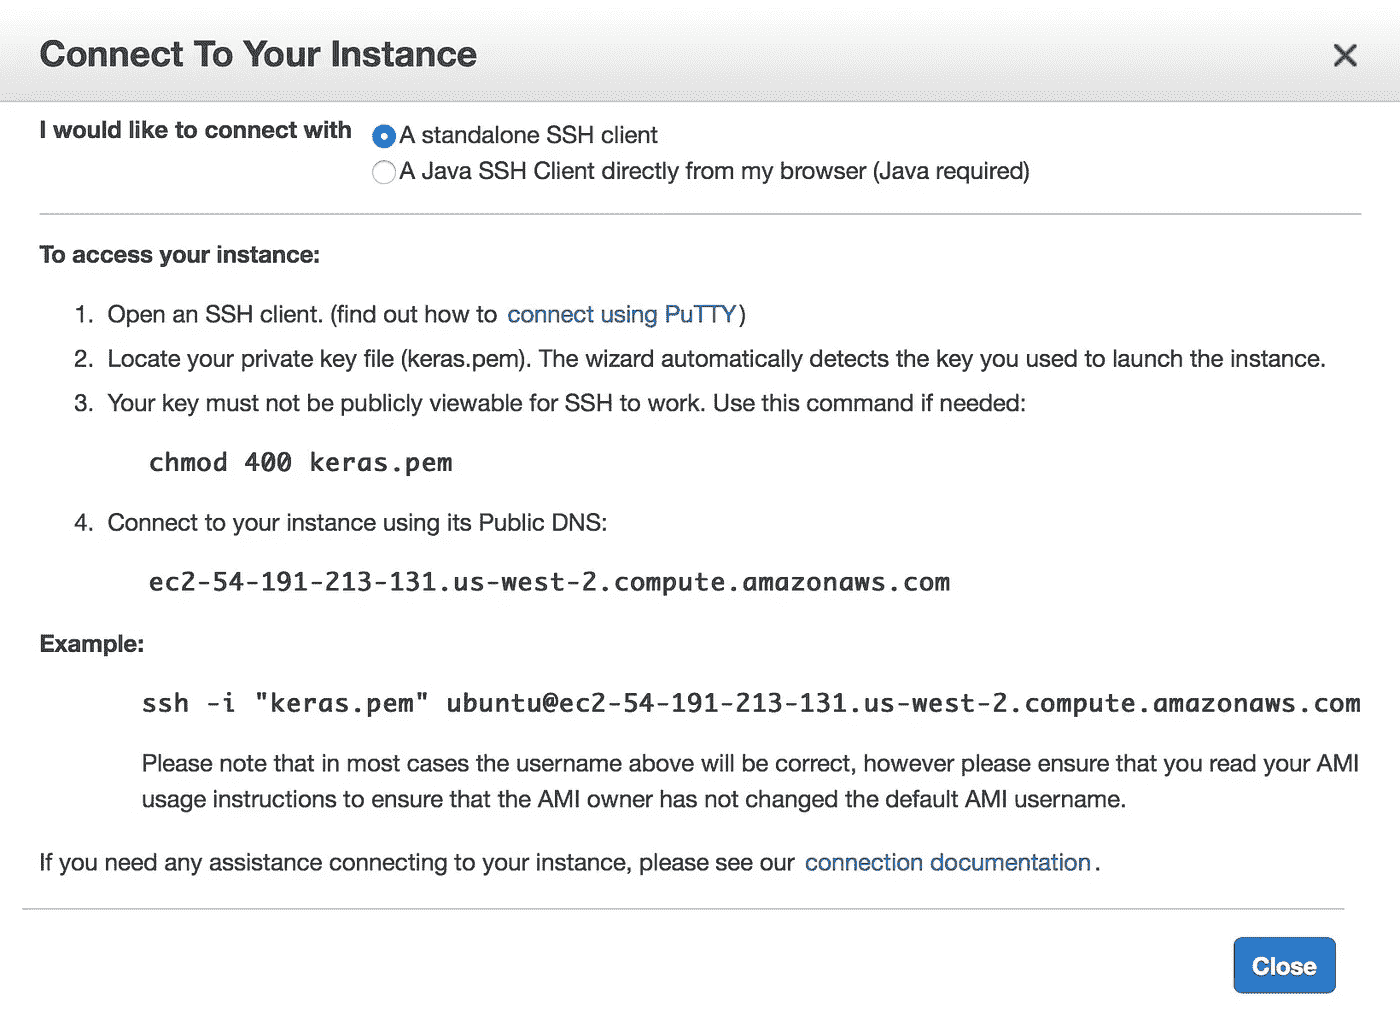 Connect To Your Instance
I would like to connect with
A standalone SSH client
A Java SSH Client directly from my browser (Java required)
To access your instance:
1. Open an SSH client. (find out how to connect using PuTTY)
2. Locate your private key file (keras.pem). The wizard automatically detects the key you used to launch the instance.
3. Your key must not be publicly viewable for SSH to work. Use this command if needed:
chmod 400 keras.pem
4. Connect to your instance using its Public DNS:
ec2-54-191-213-131.us-west-2.compute.amazonaws.com
Example:
ssh -i "keras.pem" ubuntu@ec2-54-191-213-131.us-west-2.compute.amazonaws.com
Please note that in most cases the username above will be correct, however please ensure that you read your AMI
usage instructions to ensure that the AMI owner has not changed the default AMI username.
If you need any assistance connecting to your instance, please see our connection documentation.
Close